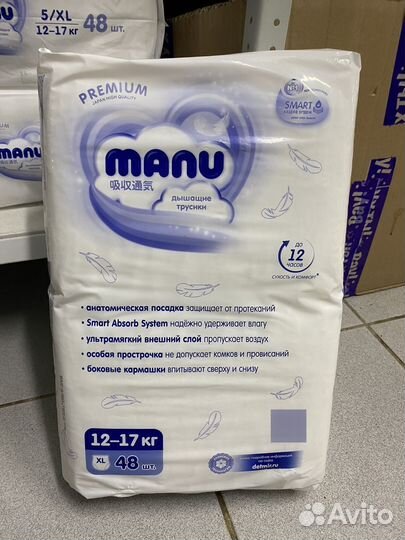 5/XL
48 шт.
12–17 кг
PREMIUM
JAPAN HIGH QUALITY
SMART
manu
吸収通気
дышащие
трусики
до
12
часов
СУХОСТЬ И КОМФОРТ*
• анатомическая посадка защищает от протеканий
• Smart Absorb System надёжно удерживает влагу
• ультрамягкий внешний слой пропускает воздух
• особая прострочка не допускает комков и провисаний
• боковые кармашки впитывают сверху и снизу
12–17 кг
XL 48 шт.
detmir.ru
Avito